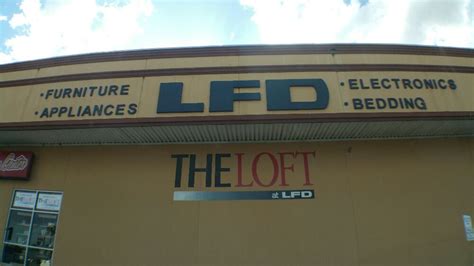 · FURNITURE
· APPLIANCES
LFD
· ELECTRONICS
· BEDDING
THE LOFT
at LFD